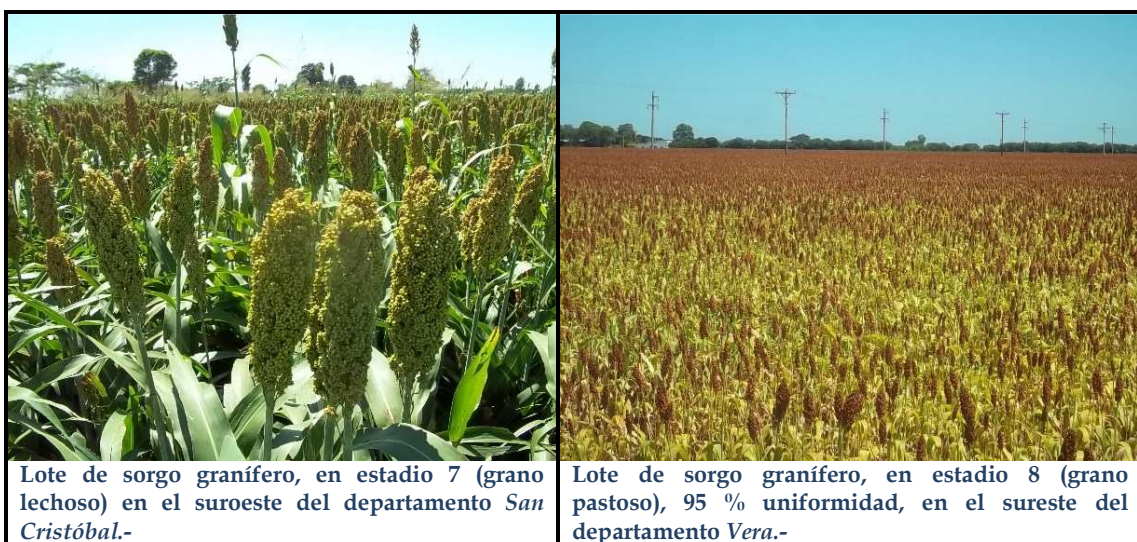 Lote de sorgo granífero, en estadio 7 (grano
lechoso) en el suroeste del departamento San
Cristóbal.-
Lote de sorgo granífero, en estadio 8 (grano
pastoso), 95 % uniformidad, en el sureste del
departamento Vera.-